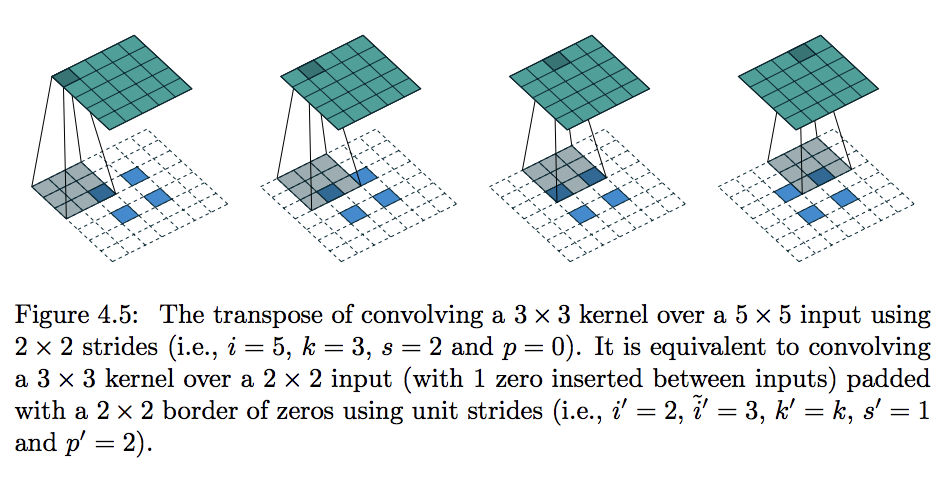 Figure 4.5: The transpose of convolving a 3 × 3 kernel over a 5 × 5 input using
2 × 2 strides (i.e., i = 5, k = 3, s = 2 and p = 0). It is equivalent to convolving
a 3 × 3 kernel over a 2 × 2 input (with 1 zero inserted between inputs) padded
with a 2 × 2 border of zeros using unit strides (i.e., i′ = 2, ĩ′ = 3, k′ = k, s′ = 1
and p′ = 2).